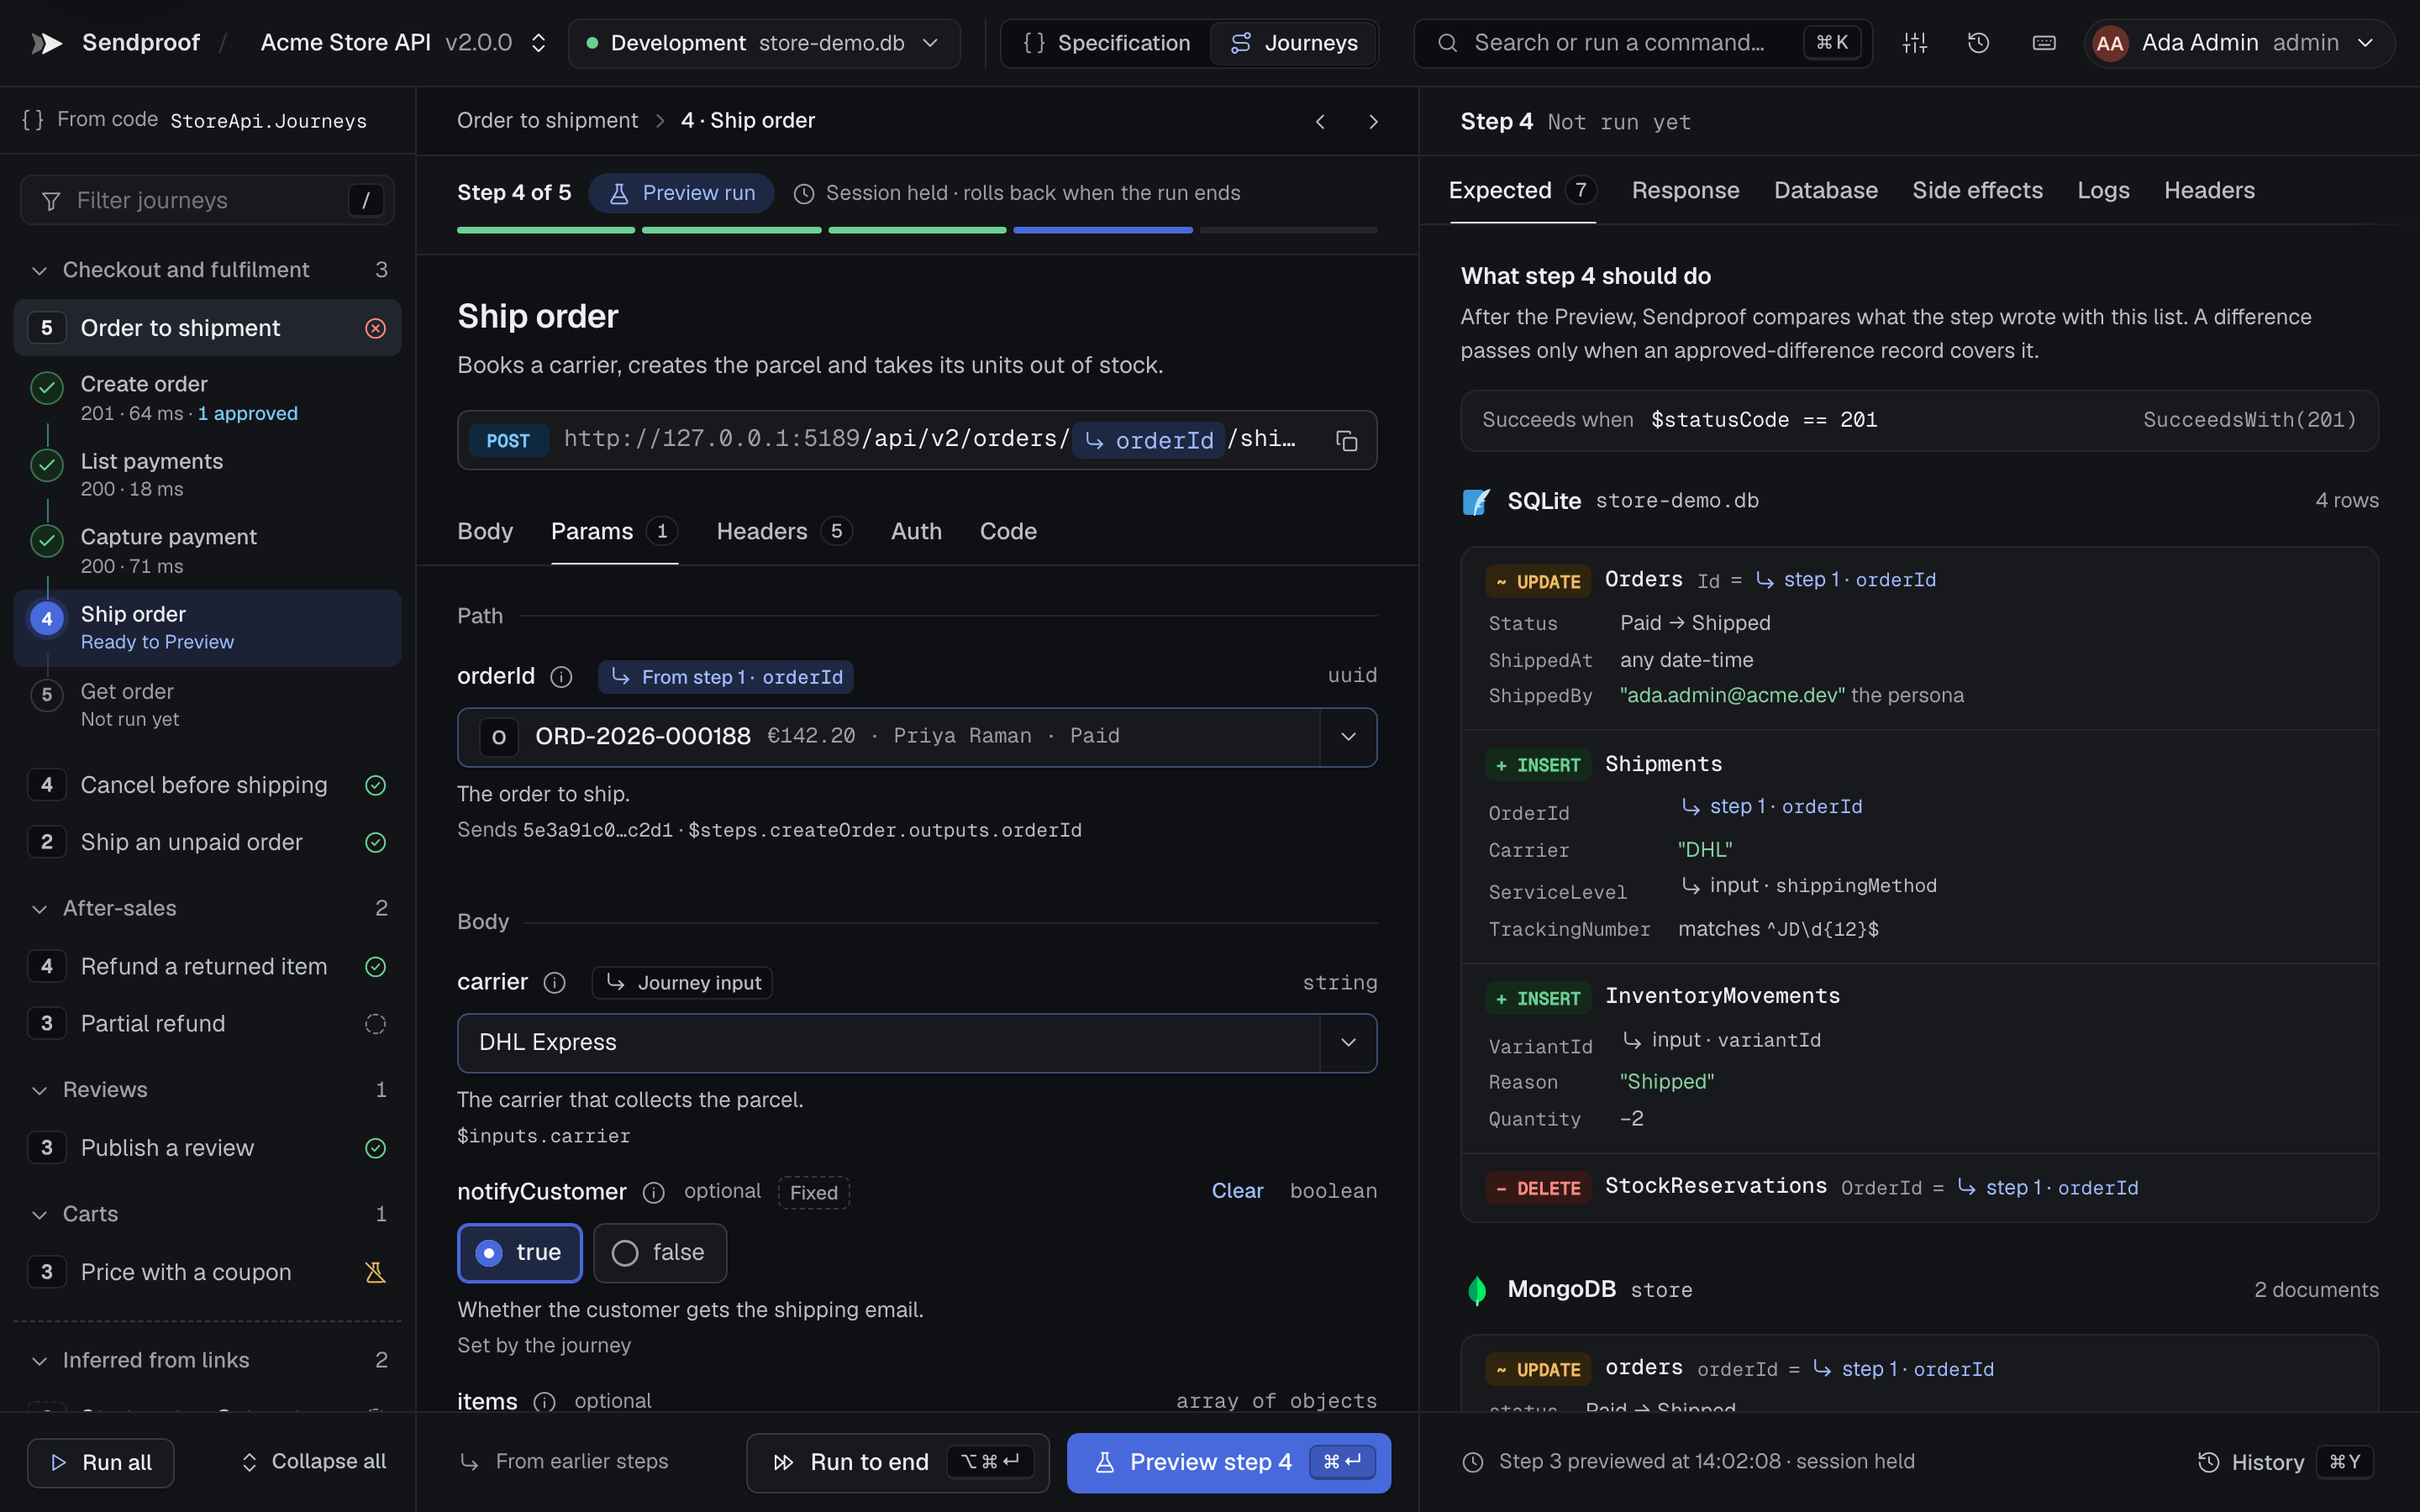 Sendproof / Acme Store API v2.0.0
Development store-demo.db
{ } Specification
Journeys
Search or run a command… ⌘ K
AA Ada Admin admin
{ } From code StoreApi.Journeys
Filter journeys /
Checkout and fulfilment 3
5 Order to shipment
Create order
201 · 64 ms · 1 approved
List payments
200 · 18 ms
Capture payment
200 · 71 ms
4 Ship order
Ready to Preview
5 Get order
Not run yet
4 Cancel before shipping
2 Ship an unpaid order
After-sales 2
4 Refund a returned item
3 Partial refund
Reviews 1
3 Publish a review
Carts 1
3 Price with a coupon
Inferred from links 2
Run all
Collapse all
Order to shipment > 4 · Ship order
Step 4 of 5 Preview run Session held · rolls back when the run ends
Ship order
Books a carrier, creates the parcel and takes its units out of stock.
POST http://127.0.0.1:5189/api/v2/orders/ orderId /shi…
Body Params 1 Headers 5 Auth Code
Path
orderId From step 1 · orderId uuid
O ORD-2026-000188 €142.20 · Priya Raman · Paid
The order to ship.
Sends 5e3a91c0…c2d1 · $steps.createOrder.outputs.orderId
Body
carrier Journey input string
DHL Express
The carrier that collects the parcel.
$inputs.carrier
notifyCustomer optional Fixed Clear boolean
true false
Whether the customer gets the shipping email.
Set by the journey
items optional array of objects
From earlier steps
Run to end ⌥ ⌘ ↵
Preview step 4 ⌘ ↵
Step 4 Not run yet
Expected 7 Response Database Side effects Logs Headers
What step 4 should do
After the Preview, Sendproof compares what the step wrote with this list. A difference
passes only when an approved-difference record covers it.
Succeeds when $statusCode == 201 SucceedsWith(201)
SQLite store-demo.db 4 rows
~ UPDATE Orders Id = step 1 · orderId
Status Paid → Shipped
ShippedAt any date-time
ShippedBy "ada.admin@acme.dev" the persona
+ INSERT Shipments
OrderId step 1 · orderId
Carrier "DHL"
ServiceLevel input · shippingMethod
TrackingNumber matches ^JD\d{12}$
+ INSERT InventoryMovements
VariantId input · variantId
Reason "Shipped"
Quantity −2
− DELETE StockReservations OrderId = step 1 · orderId
MongoDB store 2 documents
~ UPDATE orders orderId = step 1 · orderId
status Paid → Shipped
Step 3 previewed at 14:02:08 · session held
History ⌘ Y